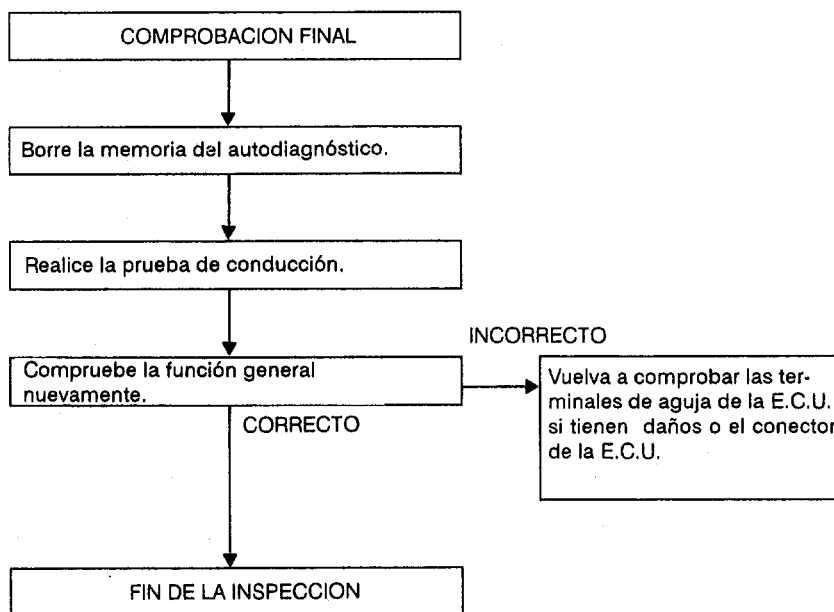 COMPROBACION FINAL
Borre la memoria del autodiagnóstico.
Realice la prueba de conducción.
INCORRECTO
Compruebe la función general
nuevamente.
Vuelva a comprobar las ter-
minales de aguja de la E.C.U.
si tienen daños o el conector
de la E.C.U.
CORRECTO
FIN DE LA INSPECCION